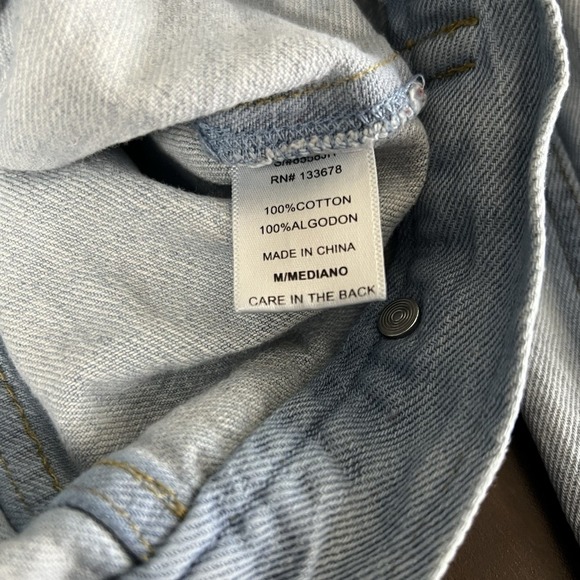 RN# 133678
100%COTTON
100%ALGODON
MADE IN CHINA
M/MEDIANO
CARE IN THE BACK